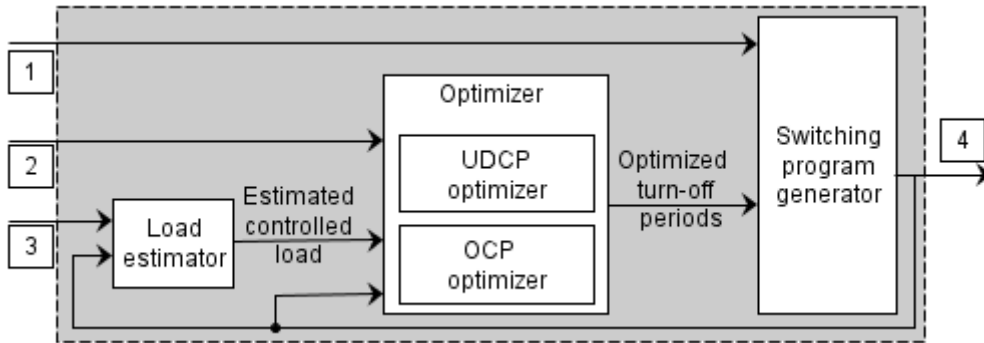 1
2
3
4
Optimizer
UDCP
optimizer
OCP
optimizer
Load
estimator
Estimated
controlled
load
Optimized
turn-off
periods
Switching
program
generator